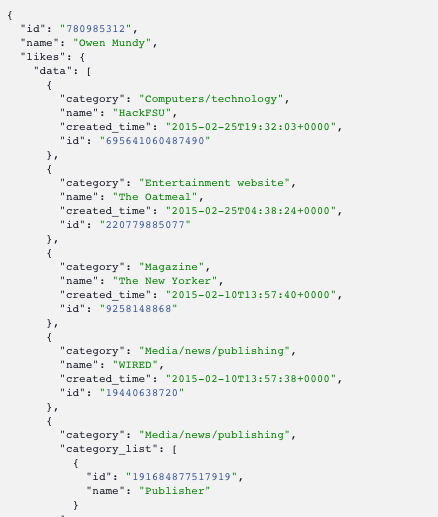 {
  "id": "780985312",
  "name": "Owen Mundy",
  "likes": {
    "data": [
      {
        "category": "Computers/technology",
        "name": "HackFSU",
        "created_time": "2015-02-25T19:32:03+0000",
        "id": "695641060487490"
      },
      {
        "category": "Entertainment website",
        "name": "The Oatmeal",
        "created_time": "2015-02-25T04:38:24+0000",
        "id": "220779885077"
      },
      {
        "category": "Magazine",
        "name": "The New Yorker",
        "created_time": "2015-02-10T13:57:40+0000",
        "id": "9258148868"
      },
      {
        "category": "Media/news/publishing",
        "name": "WIRED",
        "created_time": "2015-02-10T13:57:38+0000",
        "id": "19440638720"
      },
      {
        "category": "Media/news/publishing",
        "category_list": [
          {
            "id": "191684877517919",
            "name": "Publisher"
          }